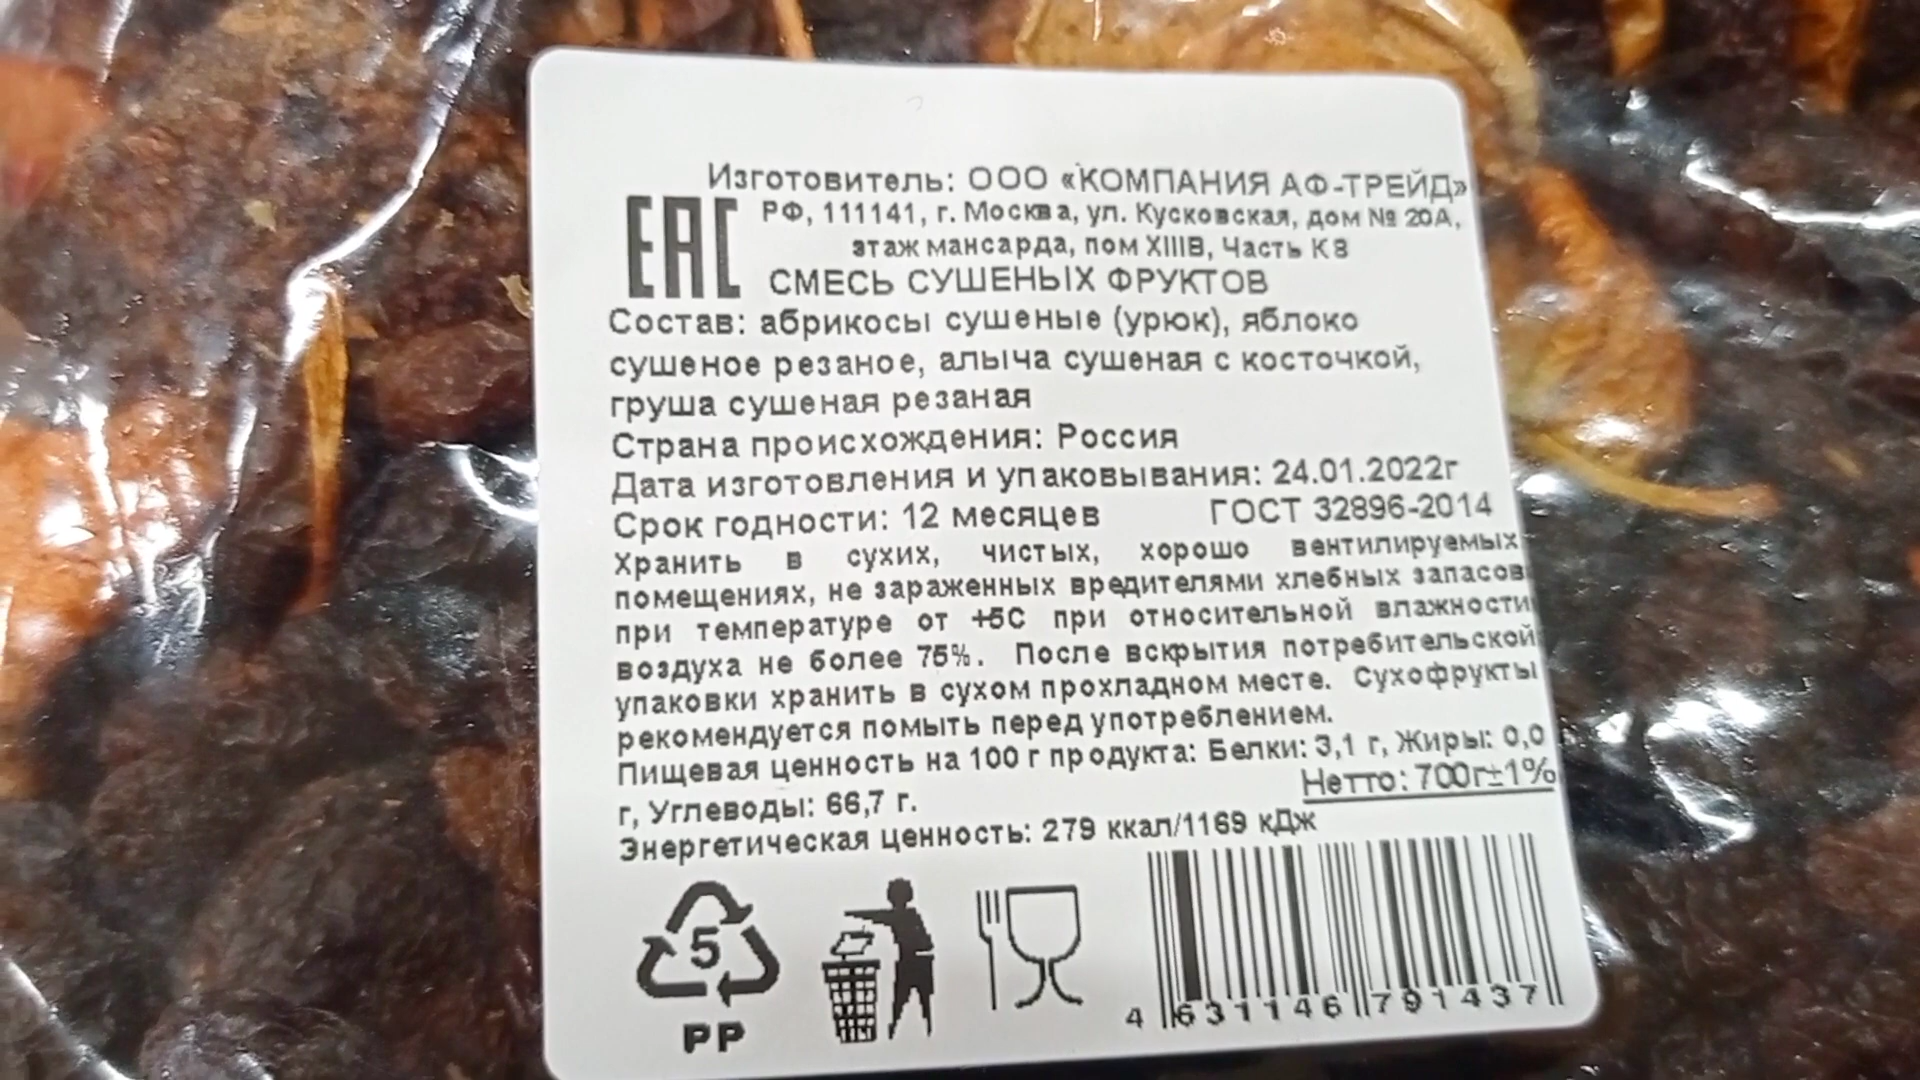 Изготовитель: ООО «КОМПАНИЯ АФ-ТРЕЙД»
РФ, 111141, г. Москва, ул. Кусковская, дом № 20А,
этаж мансарда, пом XIIIВ, Часть К 8
ЕАС
СМЕСЬ СУШЕНЫХ ФРУКТОВ
Состав: абрикосы сушеные (урюк), яблоко
сушеное резаное, алыча сушеная с косточкой,
груша сушеная резаная
Страна происхождения: Россия
Дата изготовления и упаковывания: 24.01.2022г
Срок годности: 12 месяцев ГОСТ 32896-2014
Хранить в сухих, чистых, хорошо вентилируемых
помещениях, не зараженных вредителями хлебных запасов
при температуре от +5С при относительной влажности
воздуха не более 75%. После вскрытия потребительской
упаковки хранить в сухом прохладном месте. Сухофрукты
рекомендуется помыть перед употреблением.
Пищевая ценность на 100 г продукта: Белки: 3,1 г, Жиры: 0,0
г, Углеводы: 66,7 г.
Нетто: 700г±1%
Энергетическая ценность: 279 ккал/1169 кДж
5
PP
4 631146 791437